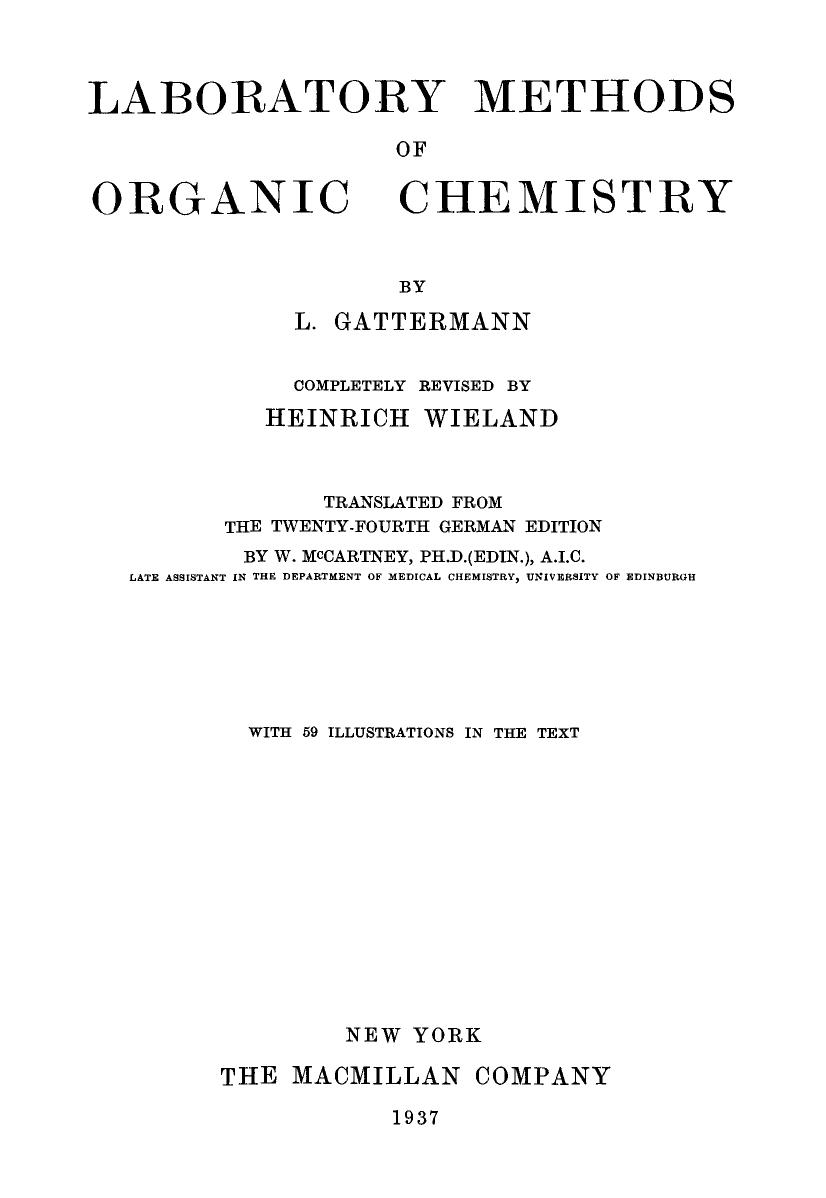 LABORATORY METHODS
OF
ORGANIC CHEMISTRY
BY
L. GATTERMANN
COMPLETELY REVISED BY
HEINRICH WIELAND
TRANSLATED FROM
THE TWENTY-FOURTH GERMAN EDITION
BY W. McCARTNEY, PH.D.(EDIN.), A.I.C.
LATE ASSISTANT IN THE DEPARTMENT OF MEDICAL CHEMISTRY, UNIVERSITY OF EDINBURGH
WITH 59 ILLUSTRATIONS IN THE TEXT
NEW YORK
THE MACMILLAN COMPANY
1937